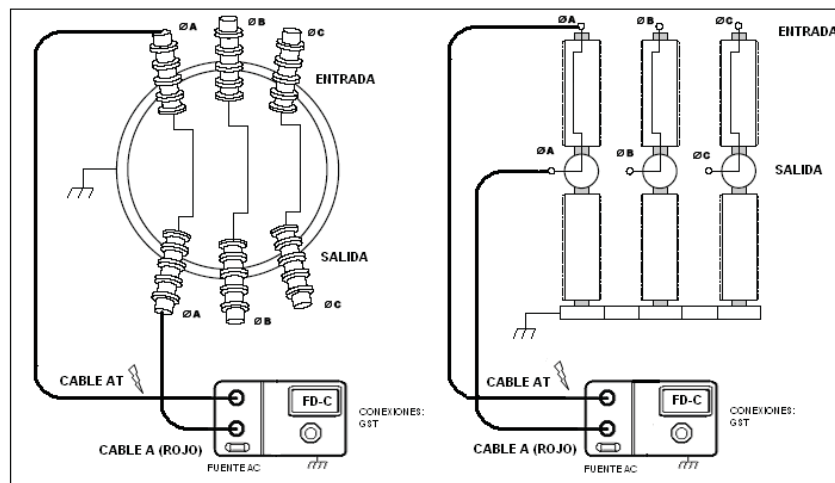 ØA
ØB
ØC
ENTRADA
SALIDA
ØA
ØB
ØC
CABLE AT
FD-C
CONEXIONES:
GST
CABLE A (ROJO)
FUENTE AC
ØA
ØB
ØC
ENTRADA
ØA
ØB
ØC
SALIDA
CABLE AT
FD-C
CONEXIONES:
GST
CABLE A (ROJO)
FUENTE AC